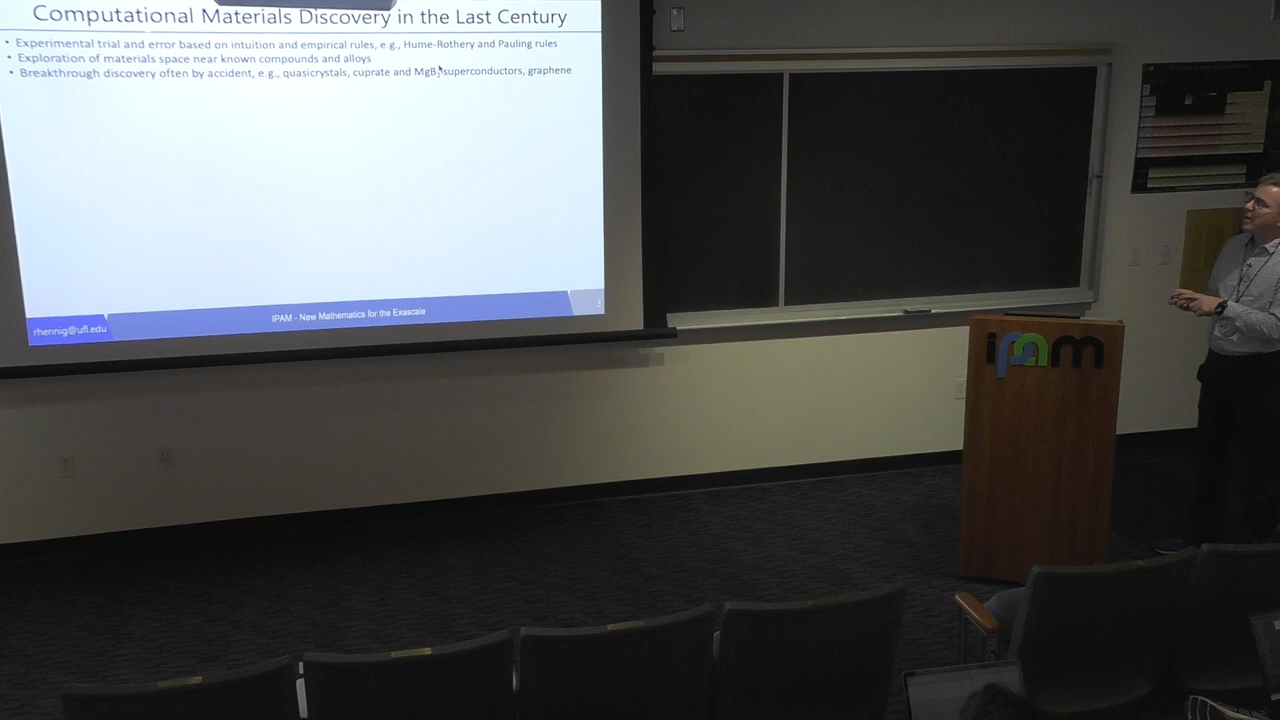 Computational Materials Discovery in the Last Century
• Experimental trial and error based on intuition and empirical rules, e.g., Hume-Rothery and Pauling rules
• Exploration of materials space near known compounds and alloys
• Breakthrough discovery often by accident, e.g., quasicrystals, cuprate and MgB₂ superconductors, graphene
rhennig@ufl.edu
IPAM - New Mathematics for the Exascale
3
ipam